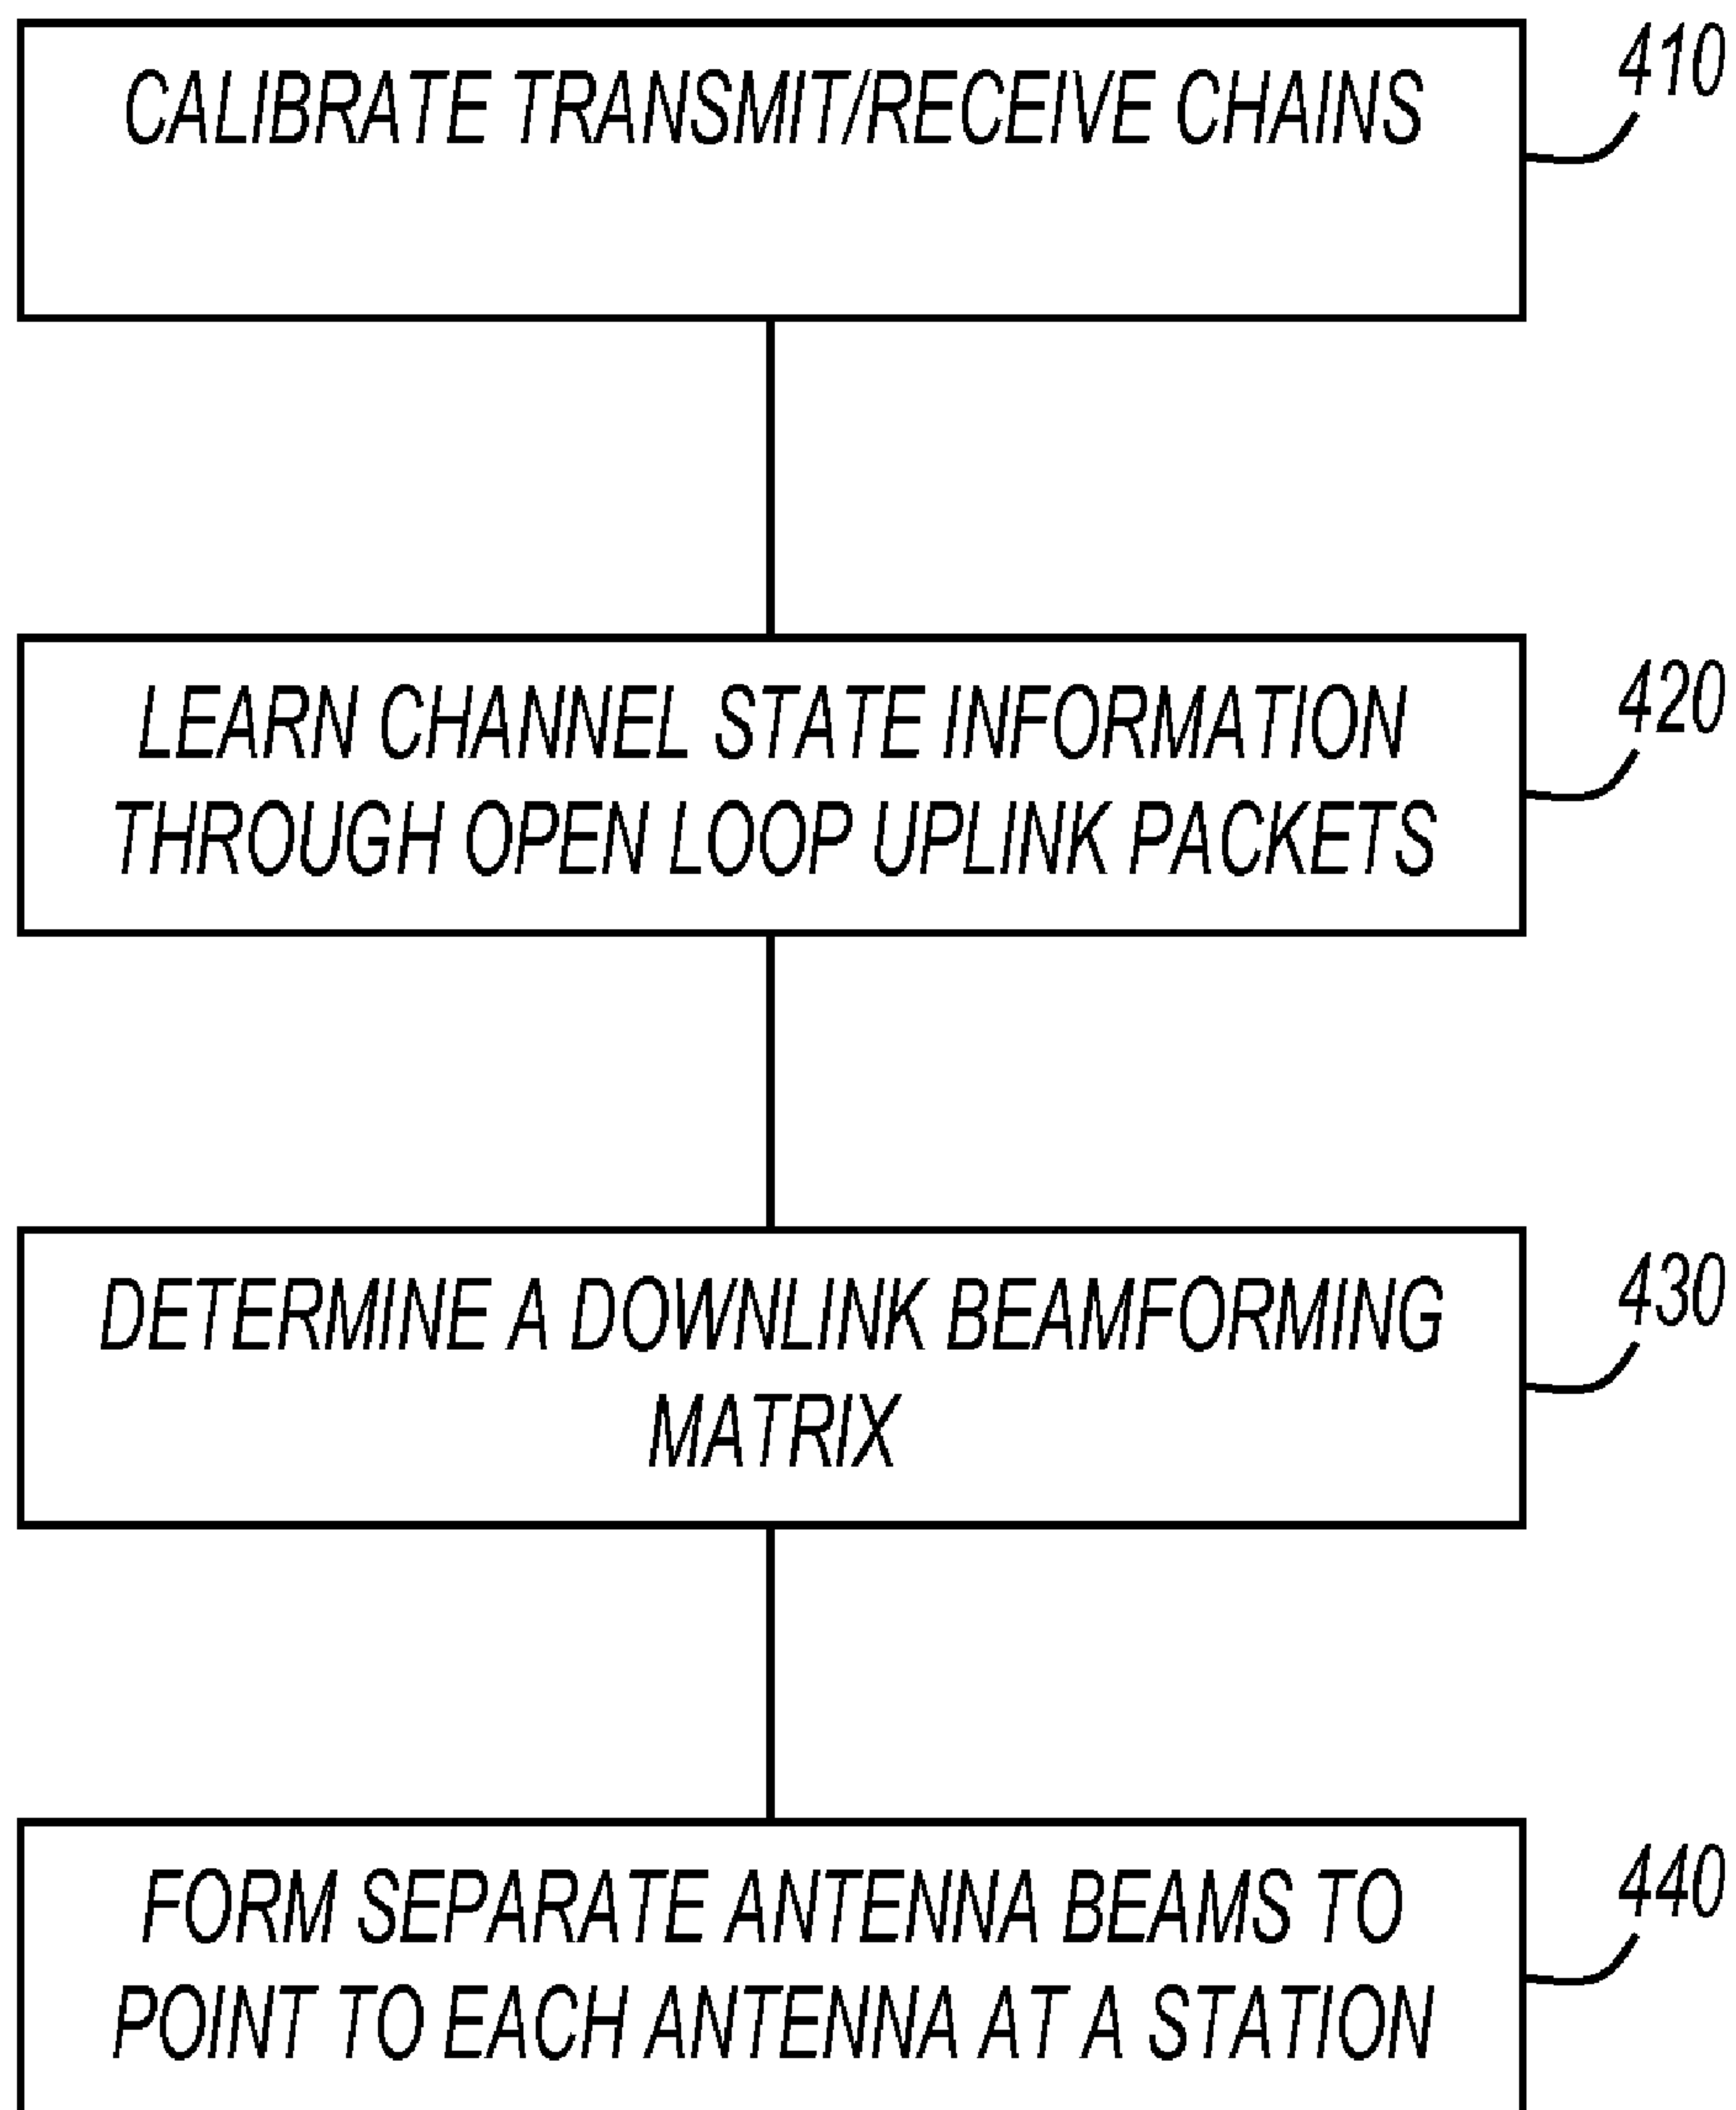 410
CALIBRATE TRANSMIT/RECEIVE CHAINS
420
LEARN CHANNEL STATE INFORMATION
THROUGH OPEN LOOP UPLINK PACKETS
430
DETERMINE A DOWNLINK BEAMFORMING
MATRIX
440
FORM SEPARATE ANTENNA BEAMS TO
POINT TO EACH ANTENNA AT A STATION